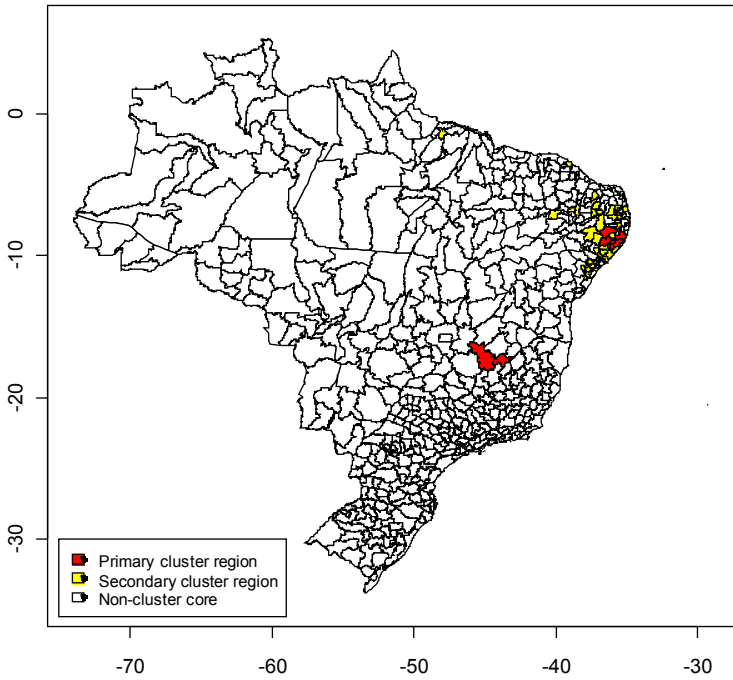 0
-10
-20
-30
Primary cluster region
Secondary cluster region
Non-cluster core
-70 -60 -50 -40 -30